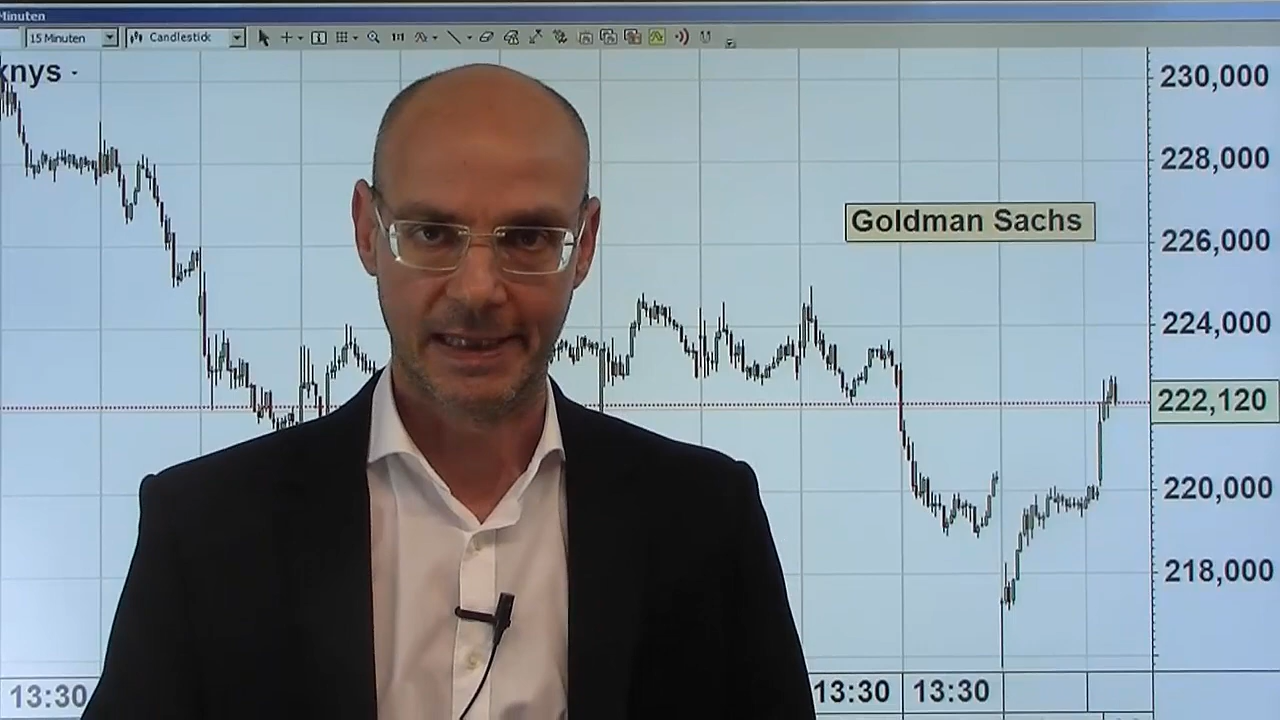 Minuten
15 Minuten
Candlestick
xnys -
230,000
228,000
Goldman Sachs
226,000
224,000
222,120
220,000
218,000
13:30
13:30
13:30